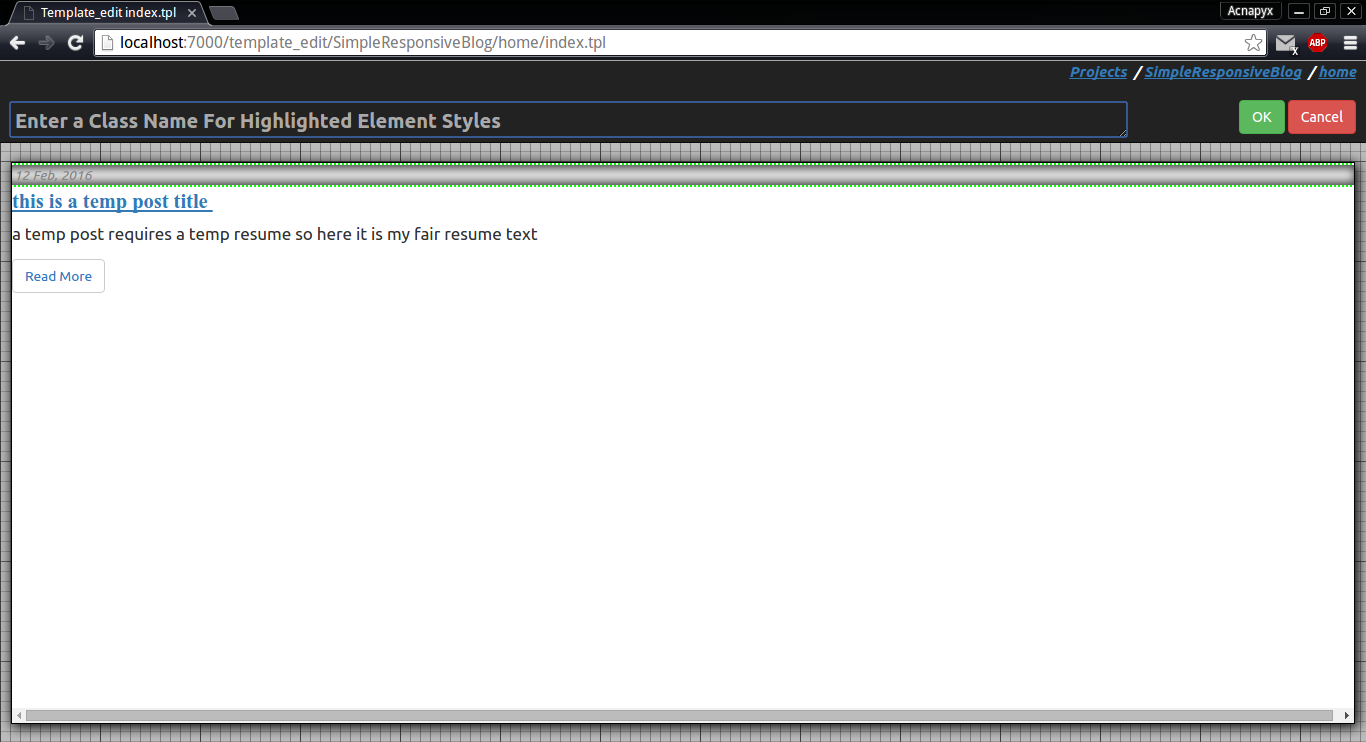 Template_edit index.tpl
Acnapyx
localhost:7000/template_edit/SimpleResponsiveBlog/home/index.tpl
x
ABP
Projects / SimpleResponsiveBlog / home
Enter a Class Name For Highlighted Element Styles
OK
Cancel
12 Feb, 2016
this is a temp post title
a temp post requires a temp resume so here it is my fair resume text
Read More